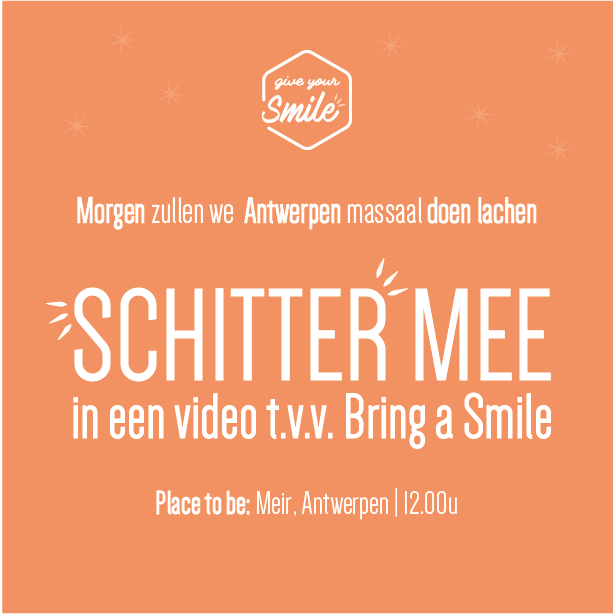 give your
Smile
Morgen zullen we Antwerpen massaal doen lachen
SCHITTER MEE
in een video t.v.v. Bring a Smile
Place to be: Meir, Antwerpen | 12.00u